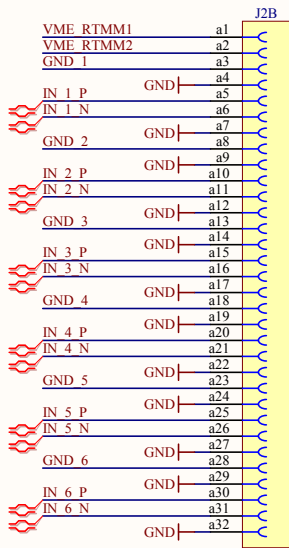 J2B
VME_RTMM1 a1
VME_RTMM2 a2
GND_1 a3
GND a4
IN_1_P a5
IN_1_N a6
GND a7
GND_2 a8
GND a9
IN_2_P a10
IN_2_N a11
GND a12
GND_3 a13
GND a14
IN_3_P a15
IN_3_N a16
GND a17
GND_4 a18
GND a19
IN_4_P a20
IN_4_N a21
GND a22
GND_5 a23
GND a24
IN_5_P a25
IN_5_N a26
GND a27
GND_6 a28
GND a29
IN_6_P a30
IN_6_N a31
GND a32